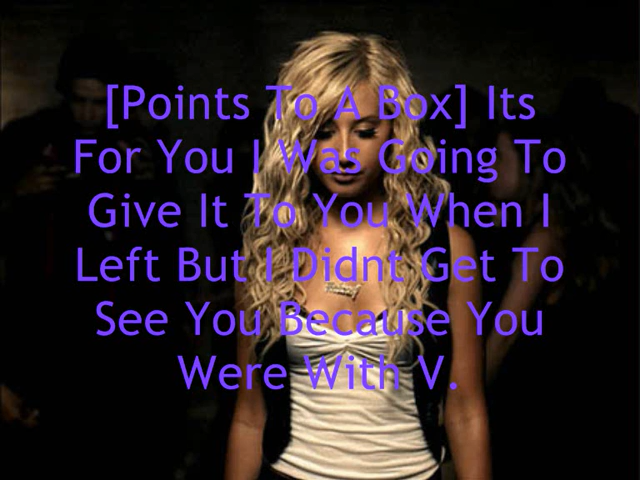 [Points To A Box] Its
For You I Was Going To
Give It To You When I
Left But I Didnt Get To
See You Because You
Were With V.